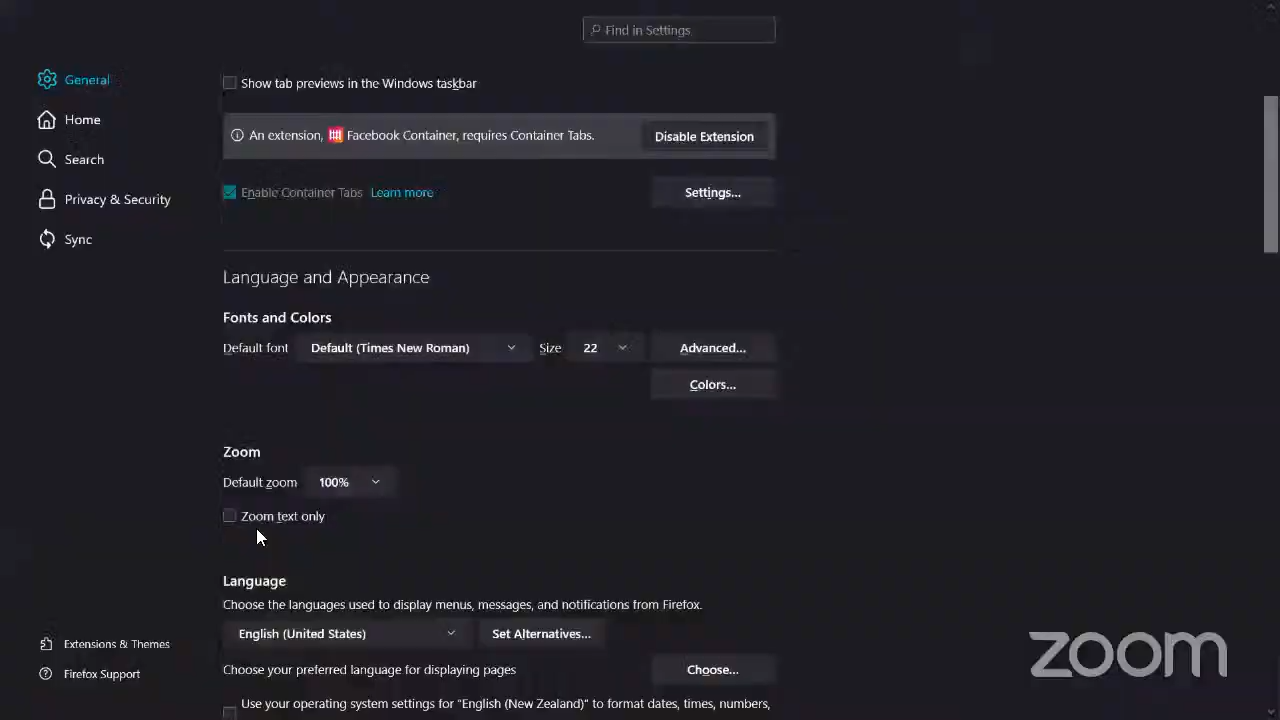 Find in Settings
General
Home
Search
Privacy & Security
Sync
Extensions & Themes
Firefox Support
Show tab previews in the Windows taskbar
An extension, Facebook Container, requires Container Tabs.
Disable Extension
Enable Container Tabs Learn more
Settings...
Language and Appearance
Fonts and Colors
Default font Default (Times New Roman) Size 22 Advanced...
Colors...
Zoom
Default zoom 100%
Zoom text only
Language
Choose the languages used to display menus, messages, and notifications from Firefox.
English (United States) Set Alternatives...
Choose your preferred language for displaying pages Choose...
Use your operating system settings for "English (New Zealand)" to format dates, times, numbers,
zoom